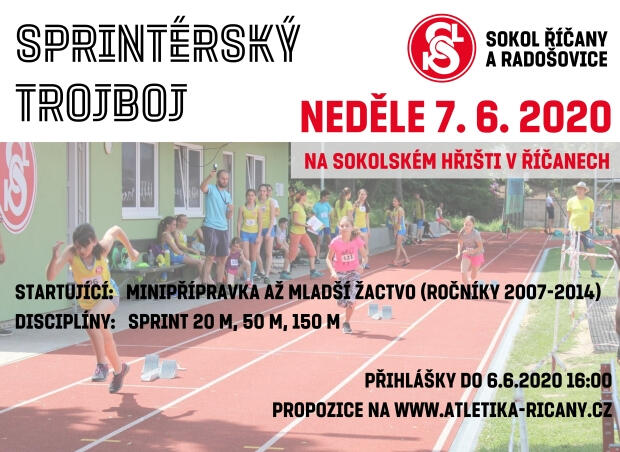 SPRINTÉRSKÝ
TROJBOJ
SOKOL ŘÍČANY
A RADOŠOVICE
NEDĚLE 7. 6. 2020
NA SOKOLSKÉM HŘIŠTI V ŘÍČANECH
STARTUJÍCÍ: MINIPŘÍPRAVKA AŽ MLADŠÍ ŽACTVO (ROČNÍKY 2007-2014)
DISCIPLÍNY: SPRINT 20 M, 50 M, 150 M
PŘIHLÁŠKY DO 6.6.2020 16:00
PROPOZICE NA WWW.ATLETIKA-RICANY.CZ